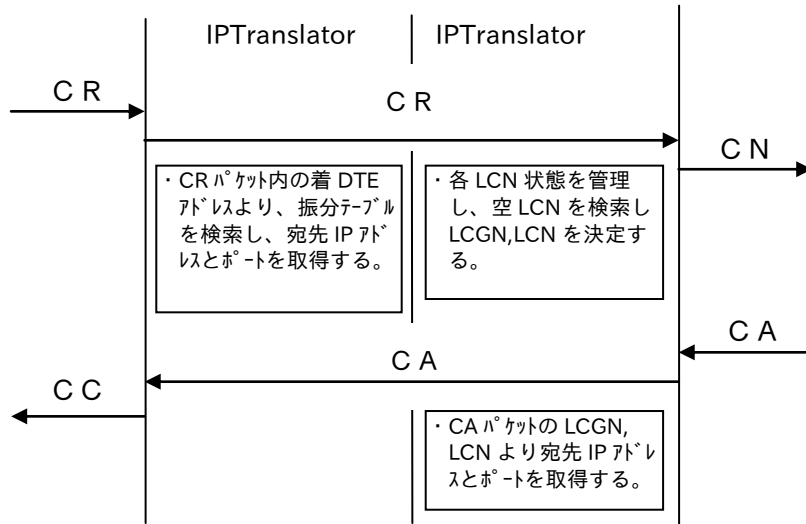 IPTranslator
IPTranslator
ＣＲ
ＣＲ
ＣＮ
・CRﾊﾟｹｯﾄ内の着 DTE
ｱﾄﾞﾚｽより、振分ﾃｰﾌﾞﾙ
を検索し、宛先 IP ｱﾄﾞ
ﾚｽとﾎﾟｰﾄを取得する。
・各 LCN 状態を管理
し、空 LCN を検索し
LCGN,LCN を決定す
る。
ＣＡ
ＣＡ
ＣＣ
・CAﾊﾟｹｯﾄの LCGN,
LCN より宛先 IP ｱﾄﾞﾚ
ｽとﾎﾟｰﾄを取得する。